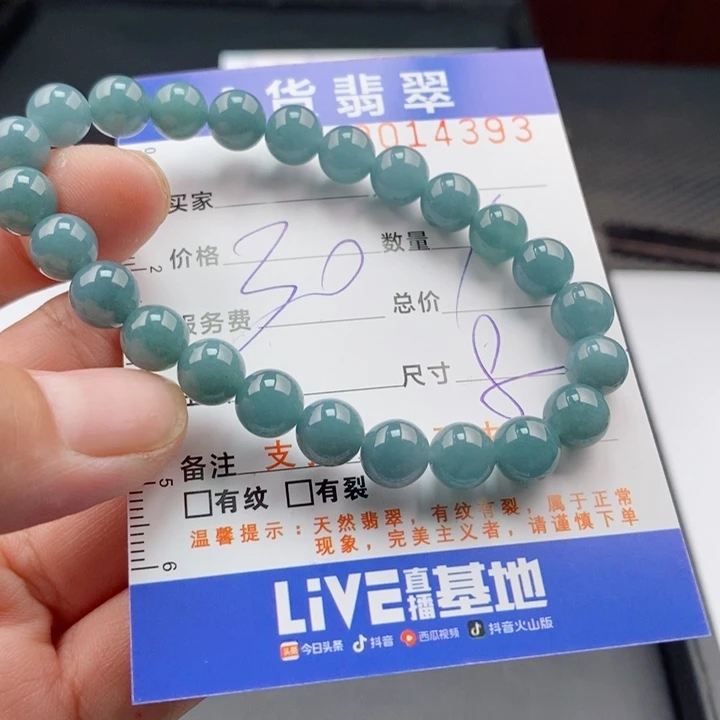 货翡翠
2014393
买家
价格 30 数量 1
服务费 总价
尺寸 8
备注 支
□有纹 □有裂
温馨提示：天然翡翠，有纹有裂，属于正常
现象，完美主义者，请谨慎下单
5
6
LiVE直播基地
头条 今日头条 抖音 西瓜视频 抖音火山版